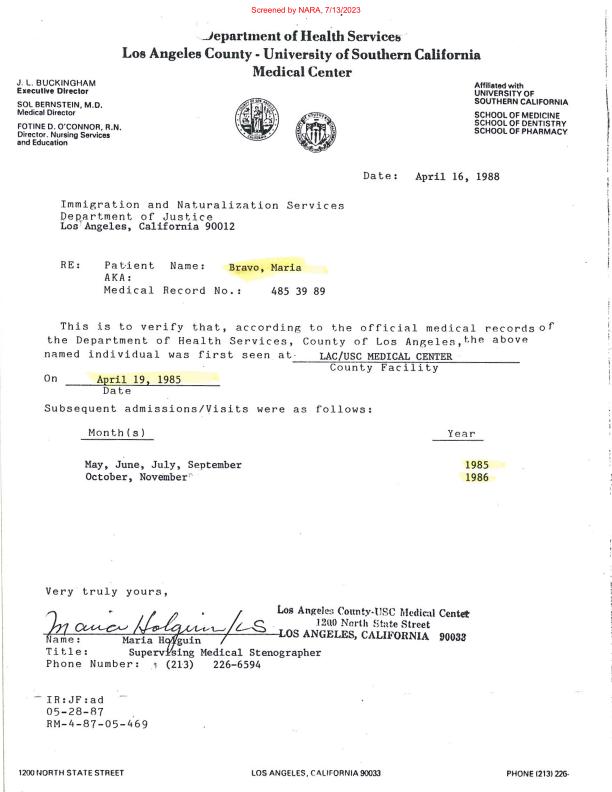 Screened by NARA, 7/13/2023
Department of Health Services
Los Angeles County - University of Southern California
Medical Center
J. L. BUCKINGHAM
Executive Director
SOL BERNSTEIN, M.D.
Medical Director
FOTINE D. O'CONNOR, R.N.
Director, Nursing Services
and Education
Affiliated with
UNIVERSITY OF
SOUTHERN CALIFORNIA
SCHOOL OF MEDICINE
SCHOOL OF DENTISTRY
SCHOOL OF PHARMACY
Date: April 16, 1988
Immigration and Naturalization Services
Department of Justice
Los Angeles, California 90012
RE: Patient Name: Bravo, Maria
AKA:
Medical Record No.: 485 39 89
This is to verify that, according to the official medical records of
the Department of Health Services, County of Los Angeles, the above
named individual was first seen at LAC/USC MEDICAL CENTER
County Facility
On April 19, 1985
Date
Subsequent admissions/Visits were as follows:
Month(s) Year
May, June, July, September 1985
October, November 1986
Very truly yours,
Maria Holguin/LS
Los Angeles County-USC Medical Center
1200 North State Street
LOS ANGELES, CALIFORNIA 90033
Name: Maria Holguin
Title: Supervising Medical Stenographer
Phone Number: (213) 226-6594
IR:JF:ad
05-28-87
RM-4-87-05-469
1200 NORTH STATE STREET LOS ANGELES, CALIFORNIA 90033 PHONE (213) 226-